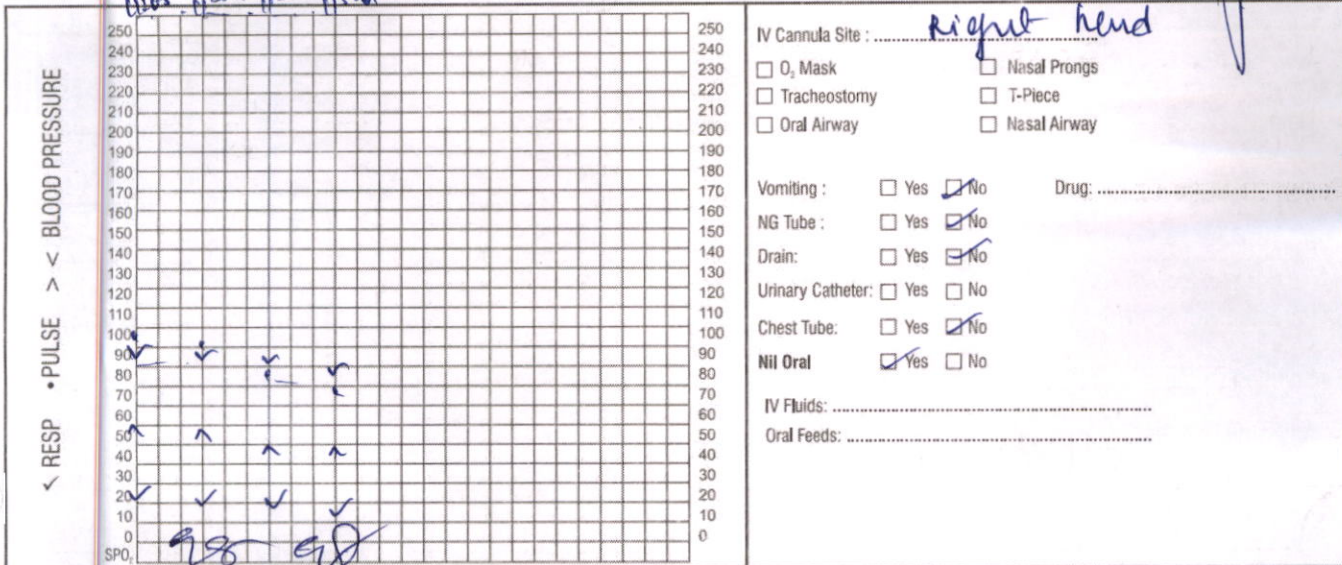 250 250
240 240
230 230
220 220
210 210
200 200
190 190
180 180
170 170
160 160
150 150
140 140
130 130
120 120
110 110
100 100
90 90
80 80
70 70
60 60
50 50
40 40
30 30
20 20
10 10
0 0
SPO₂ 98 98
< RESP • PULSE > < BLOOD PRESSURE
IV Cannula Site : Right hend
☐ O₂ Mask ☐ Nasal Prongs
☐ Tracheostomy ☐ T-Piece
☐ Oral Airway ☐ Nasal Airway
Vomiting : ☐ Yes ☑ No Drug:
NG Tube : ☐ Yes ☑ No
Drain: ☐ Yes ☑ No
Urinary Catheter: ☐ Yes ☐ No
Chest Tube: ☐ Yes ☑ No
Nil Oral ☑ Yes ☐ No
IV Fluids:
Oral Feeds: